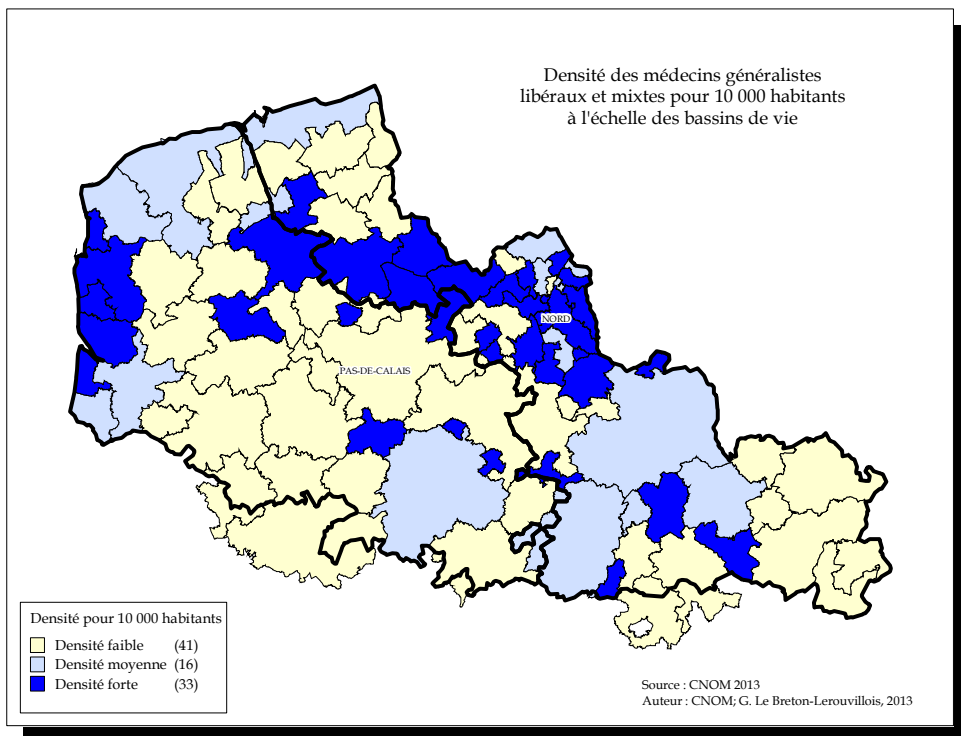 Densité des médecins généralistes
libéraux et mixtes pour 10 000 habitants
à l'échelle des bassins de vie
NORD
PAS-DE-CALAIS
Densité pour 10 000 habitants
Densité faible (41)
Densité moyenne (16)
Densité forte (33)
Source : CNOM 2013
Auteur : CNOM; G. Le Breton-Lerouvillois, 2013